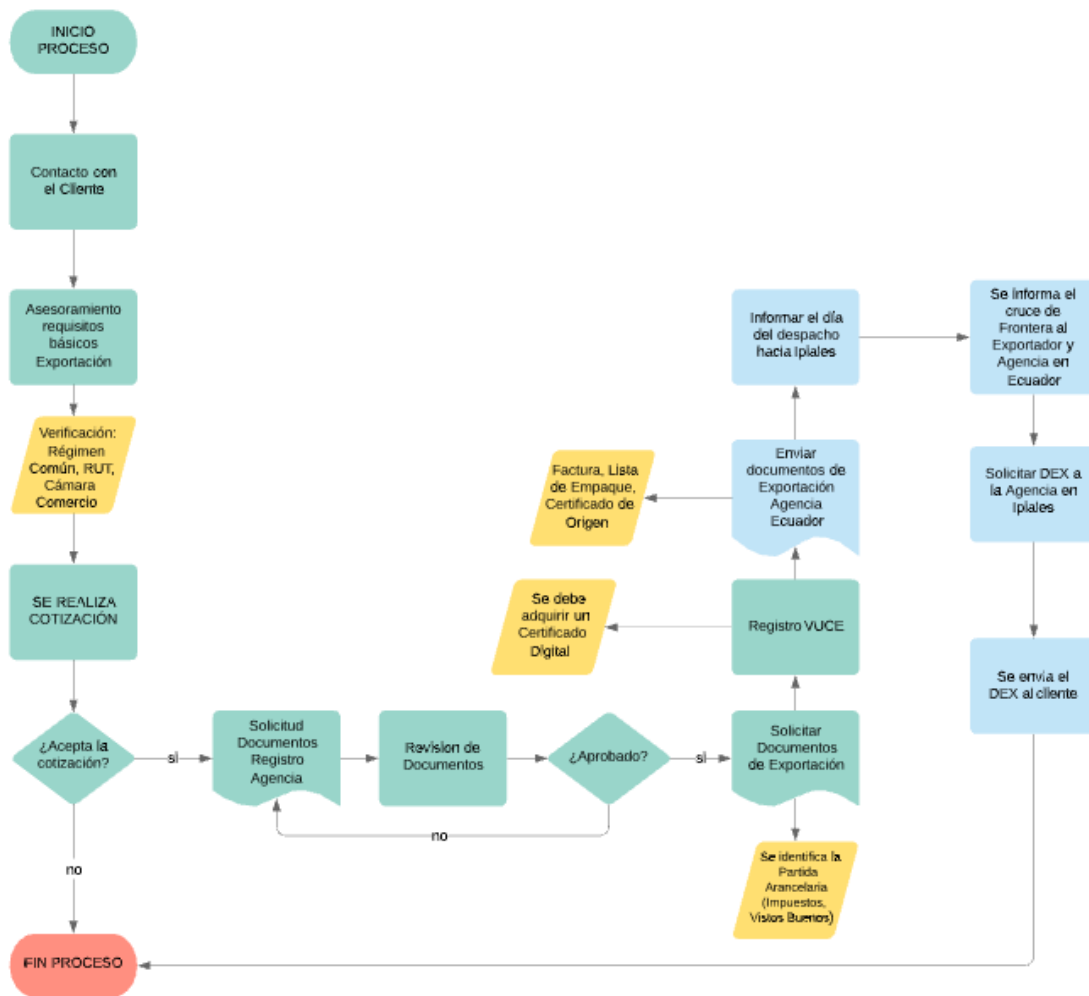 INICIO
PROCESO
Contacto con
el Cliente
Asesoramiento
requisitos
básicos
Exportación
Verificación:
Régimen
Común, RUT,
Cámara
Comercio
SE REALIZA
COTIZACIÓN
¿Acepta la
cotización?
si
no
FIN PROCESO
Solicitud
Documentos
Registro
Agencia
Revision de
Documentos
¿Aprobado?
si
no
Solicitar
Documentos
de Exportación
Se identifica la
Partida
Arancelaria
(Impuestos,
Vistos Buenos)
Registro VUCE
Se debe
adquirir un
Certificado
Digital
Enviar
documentos de
Exportación
Agencia
Ecuador
Factura, Lista
de Empaque,
Certificado de
Origen
Informar el día
del despacho
hacia Ipiales
Se informa el
cruce de
Frontera al
Exportador y
Agencia en
Ecuador
Solicitar DEX a
la Agencia en
Ipiales
Se envia el
DEX al cliente